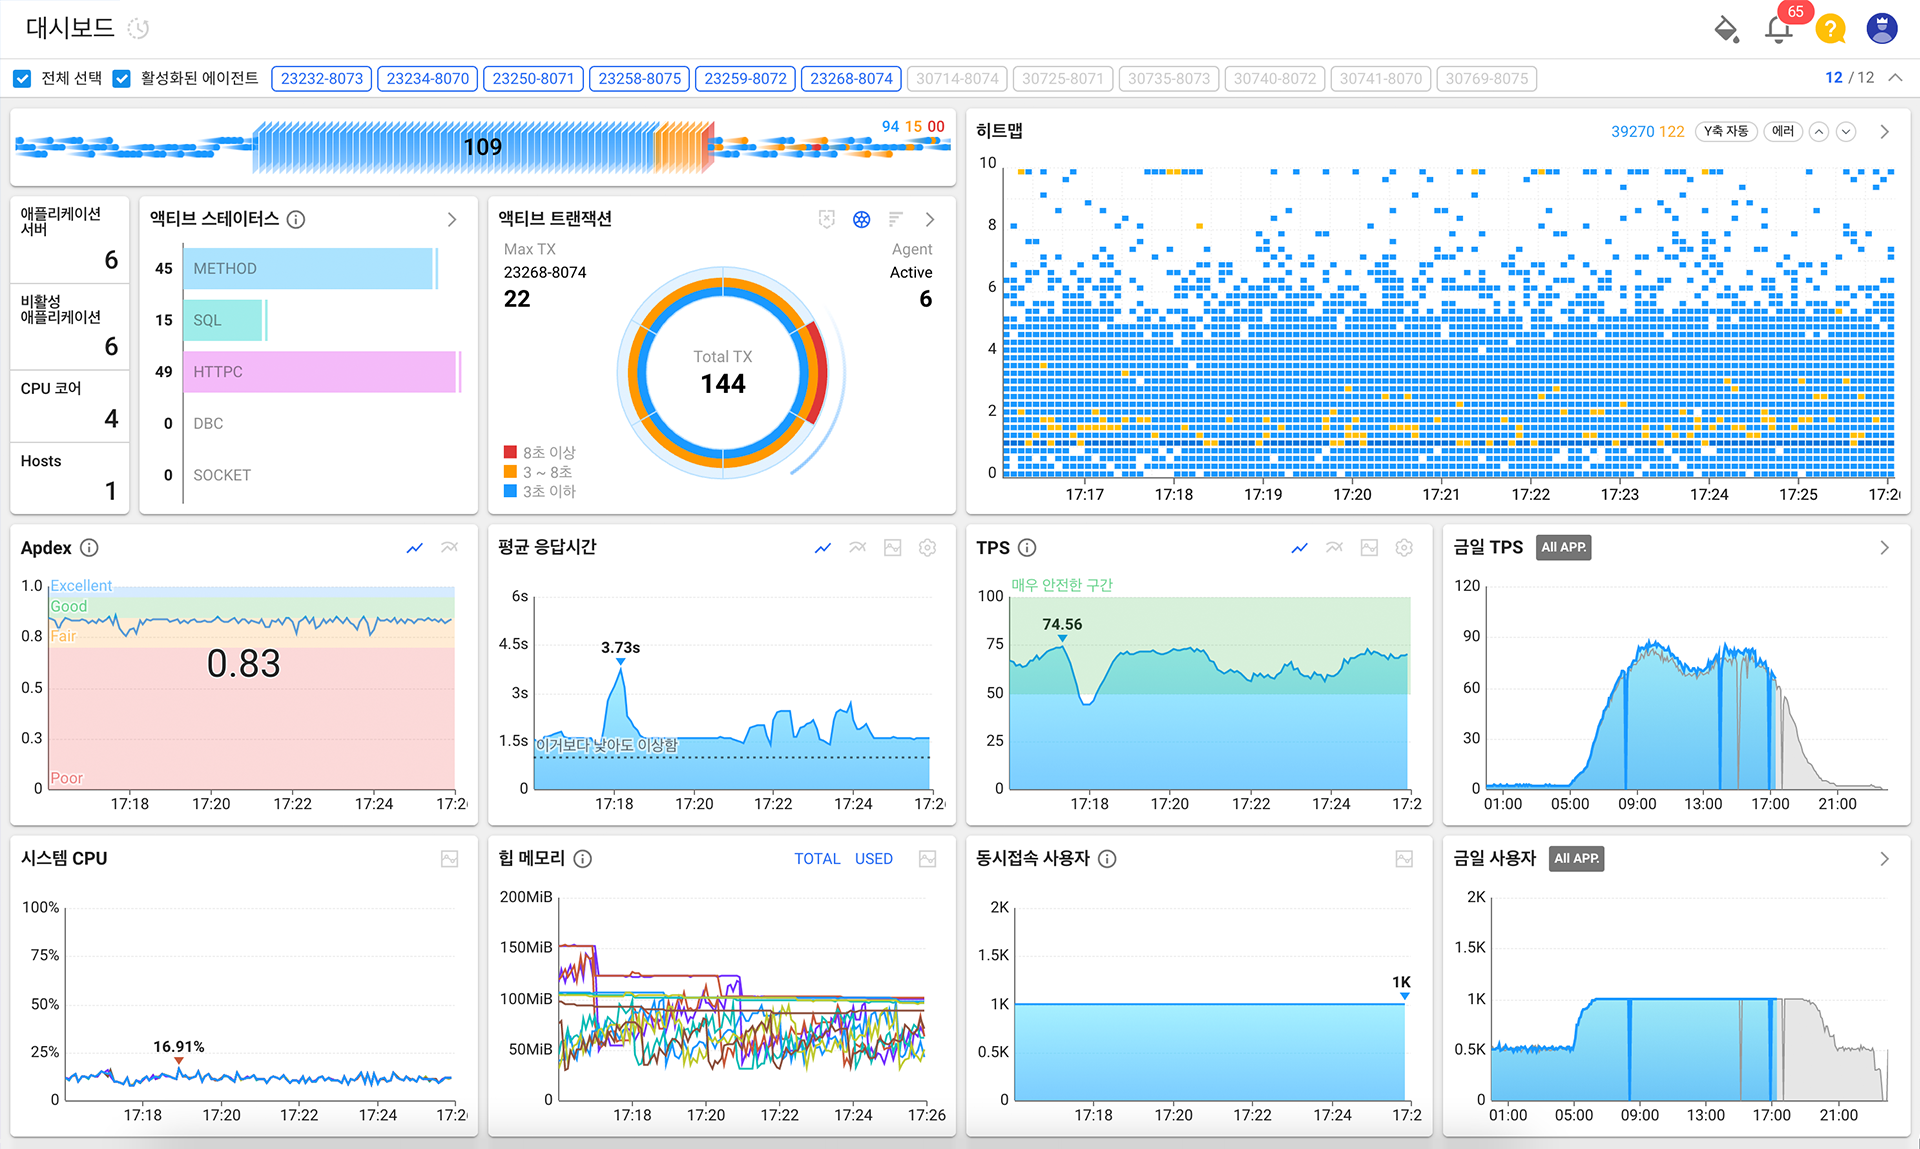 대시보드
65
?
전체 선택 활성화된 에이전트 23232-8073 23234-8070 23250-8071 23258-8075 23259-8072 23268-8074 30714-8074 30725-8071 30735-8073 30740-8072 30741-8070 30769-8075 12 / 12
94 15 00
109
애플리케이션
서버
6
비활성
애플리케이션
6
CPU 코어
4
Hosts
1
액티브 스테이터스
45 METHOD
15 SQL
49 HTTPC
0 DBC
0 SOCKET
액티브 트랜잭션
Max TX
23268-8074
22
Agent
Active
6
Total TX
144
8초 이상
3 ~ 8초
3초 이하
히트맵
39270 122 Y축 자동 에러
10
8
6
4
2
0
17:17 17:18 17:19 17:20 17:21 17:22 17:23 17:24 17:25 17:2
Apdex
1.0 Excellent
Good
0.8 Fair
0.83
0.5
0.3
Poor
0
17:18 17:20 17:22 17:24 17:2
평균 응답시간
6s
4.5s
3.73s
3s
1.5s 이거보다 낮아도 이상함
0
17:18 17:20 17:22 17:24 17:2
TPS
매우 안전한 구간
100
74.56
75
50
25
0
17:18 17:20 17:22 17:24 17:2
금일 TPS All APP.
120
90
60
30
0
01:00 05:00 09:00 13:00 17:00 21:00
시스템 CPU
100%
75%
50%
25%
16.91%
0
17:18 17:20 17:22 17:24 17:2
힙 메모리 TOTAL USED
200MiB
150MiB
100MiB
50MiB
0
17:18 17:20 17:22 17:24 17:26
동시접속 사용자
2K
1.5K
1K
1K
0.5K
0
17:18 17:20 17:22 17:24 17:2
금일 사용자 All APP.
2K
1.5K
1K
0.5K
0
01:00 05:00 09:00 13:00 17:00 21:00